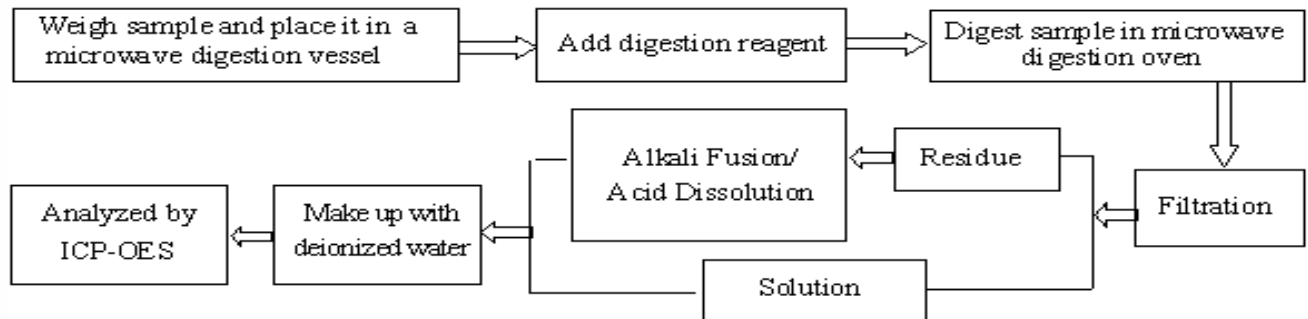 Weigh sample and place it in a
microwave digestion vessel
Add digestion reagent
Digest sample in microwave
digestion oven
Filtration
Residue
Alkali Fusion/
Acid Dissolution
Solution
Make up with
deionized water
Analyzed by
ICP-OES